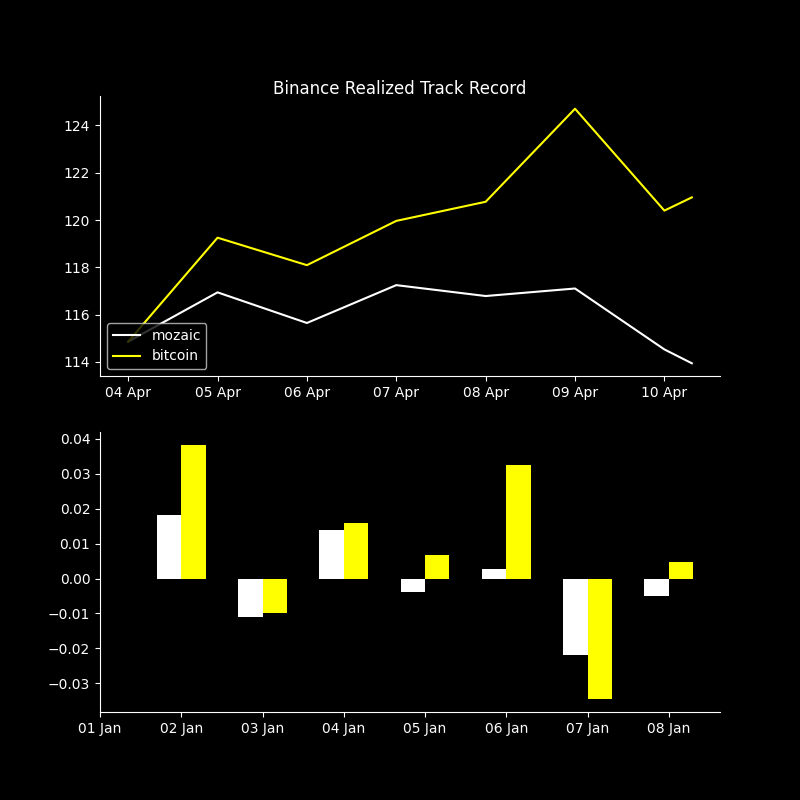 Binance Realized Track Record
124
122
120
118
116
114
mozaic
bitcoin
04 Apr 05 Apr 06 Apr 07 Apr 08 Apr 09 Apr 10 Apr
0.04
0.03
0.02
0.01
0.00
−0.01
−0.02
−0.03
01 Jan 02 Jan 03 Jan 04 Jan 05 Jan 06 Jan 07 Jan 08 Jan